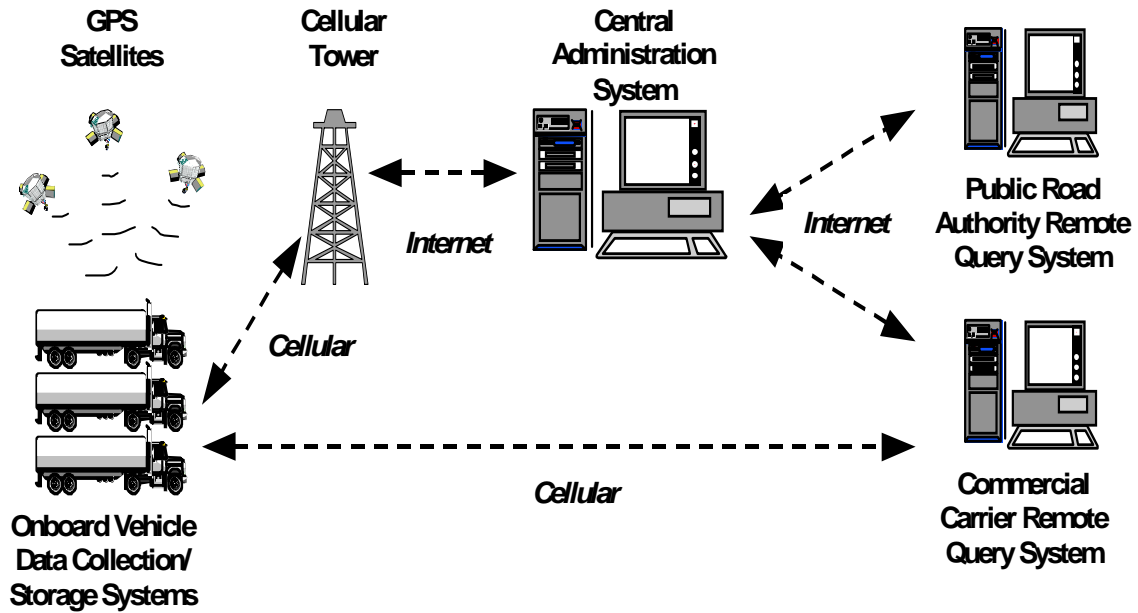 GPS
Satellites
Cellular
Tower
Central
Administration
System
Internet
Internet
Public Road
Authority Remote
Query System
Cellular
Cellular
Onboard Vehicle
Data Collection/
Storage Systems
Commercial
Carrier Remote
Query System